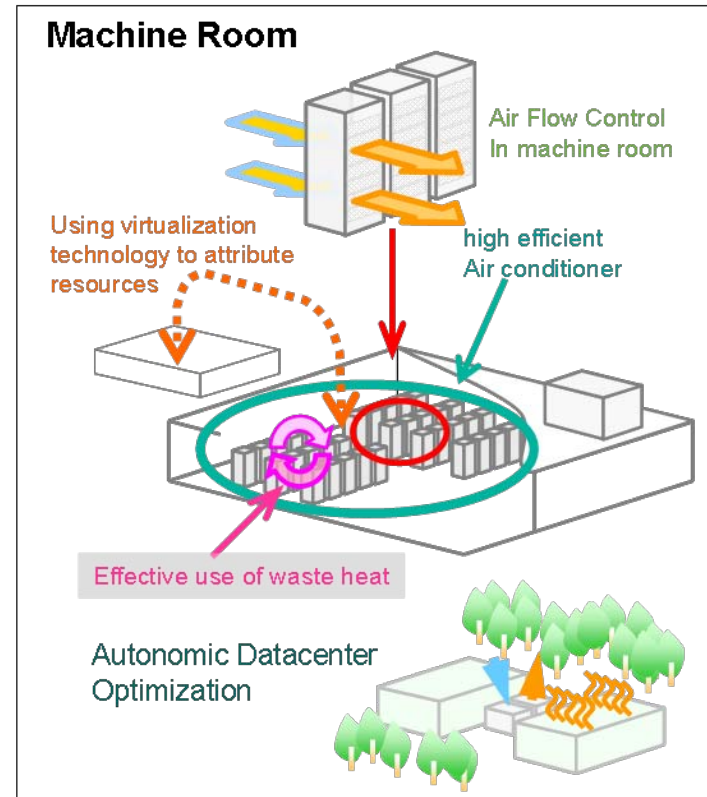 Machine Room
Air Flow Control
In machine room
Using virtualization
technology to attribute
resources
high efficient
Air conditioner
Effective use of waste heat
Autonomic Datacenter
Optimization